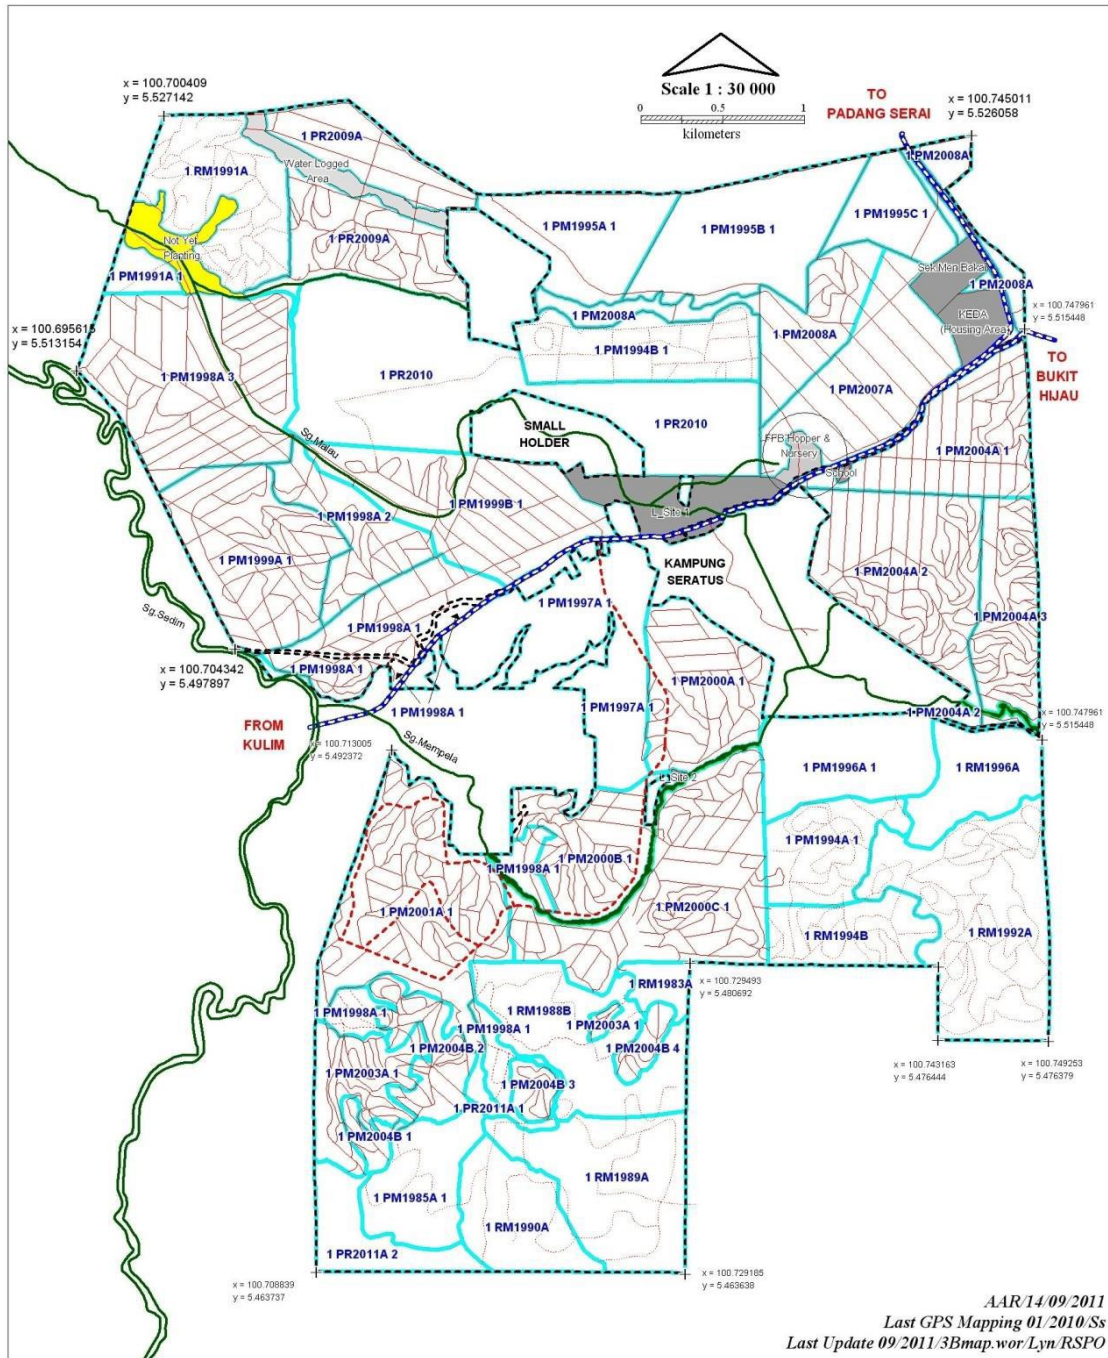 x = 100.700409
y = 5.527142
Scale 1 : 30 000
0 0.5 1
kilometers
TO
PADANG SERAI
x = 100.745011
y = 5.526058
1 PR2009A
1 PM2008A
Water Logged
Area
1 RM1991A
1 PM1995A 1
1 PM1995B 1
1 PM1995C 1
Not Yet
Planting
1 PR2009A
Sek Men Bakai
1 PM1991A 1
1 PM2008A
KEDA
(Housing Area)
x = 100.747961
y = 5.515448
x = 100.695615
y = 5.513154
1 PM2008A
1 PM2008A
1 PM1994B 1
TO
BUKIT
HIJAU
1 PM1998A 3
1 PR2010
1 PM2007A
SMALL
HOLDER
1 PR2010
Sg.Malau
FFB Hopper &
Nursery
1 PM2004A 1
School
1 PM1999B 1
1 PM1998A 2
L_Site 1
1 PM1999A 1
KAMPUNG
SERATUS
1 PM2004A 2
Sg.Sedim
1 PM1997A 1
1 PM2004A 3
1 PM1998A 1
x = 100.704342
y = 5.497897
1 PM1998A 1
1 PM2000A 1
1 PM1998A 1
1 PM1997A 1
1 PM2004A 2
x = 100.747961
y = 5.515448
FROM
KULIM
x = 100.713005
y = 5.492372
Sg.Mempela
1 PM1996A 1
1 RM1996A
L_Site 2
1 PM1994A 1
1 PM1998A 1
1 PM2000B 1
1 PM2001A 1
1 PM2000C 1
1 RM1994B
1 RM1992A
1 RM1983A
x = 100.729493
y = 5.480692
1 PM1998A 1
1 RM1988B
1 PM1998A 1
1 PM2003A 1
1 PM2004B 2
1 PM2004B 4
x = 100.743163
y = 5.476444
x = 100.749253
y = 5.476379
1 PM2003A 1
1 PM2004B 3
1 PR2011A 1
1 PM2004B 1
1 RM1989A
1 PM1985A 1
1 RM1990A
1 PR2011A 2
x = 100.708839
y = 5.463737
x = 100.729185
y = 5.463638
AAR/14/09/2011
Last GPS Mapping 01/2010/Ss
Last Update 09/2011/3Bmap.wor/Lyn/RSPO